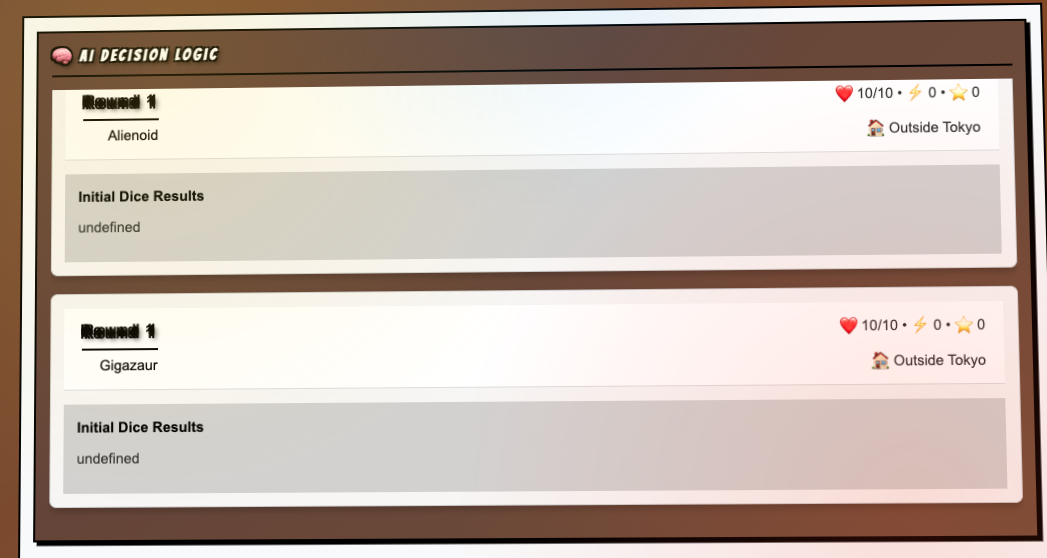 🧠 AI DECISION LOGIC
Round 1
❤️ 10/10 • ⚡ 0 • ⭐ 0
Alienoid
🏠 Outside Tokyo
Initial Dice Results
undefined
Round 1
❤️ 10/10 • ⚡ 0 • ⭐ 0
Gigazaur
🏠 Outside Tokyo
Initial Dice Results
undefined